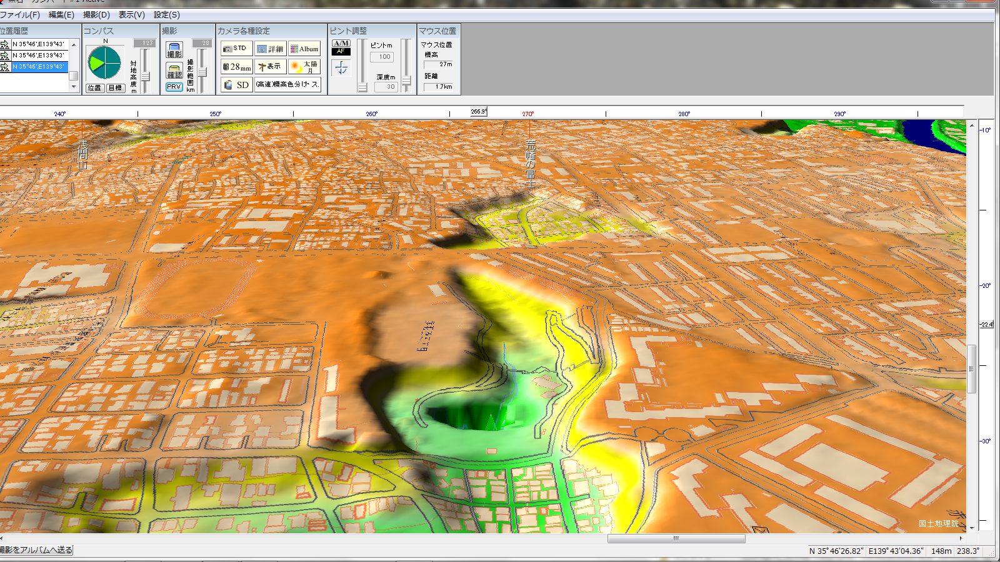 ファイル(F) 編集(E) 撮影(D) 表示(V) 設定(S)
位置履歴
N 35°46',E139°43'
N 35°46',E139°43'
N 35°46',E139°43'
コンパス
N
127
対地高度m
位置 目標
撮影
28
撮影
確認
PRV
撮影範囲km
カメラ各種設定
STD 詳細 Album
28mm 表示 太陽月
SD (高遠)標高色分け・ス.
ピント調整
A/M
AF
ピントm
100
深度m
30
マウス位置
マウス位置
標高
27m
距離
1.7km
240° 250° 260° 266.9° 270° 280° 290°
-10°
-20°
-22.4°
-30°
浅間山
荒幡の富士
国土地理院
撮影をアルバムへ送る
N 35°46'26.82" E139°43'04.36" 148m 238.3°